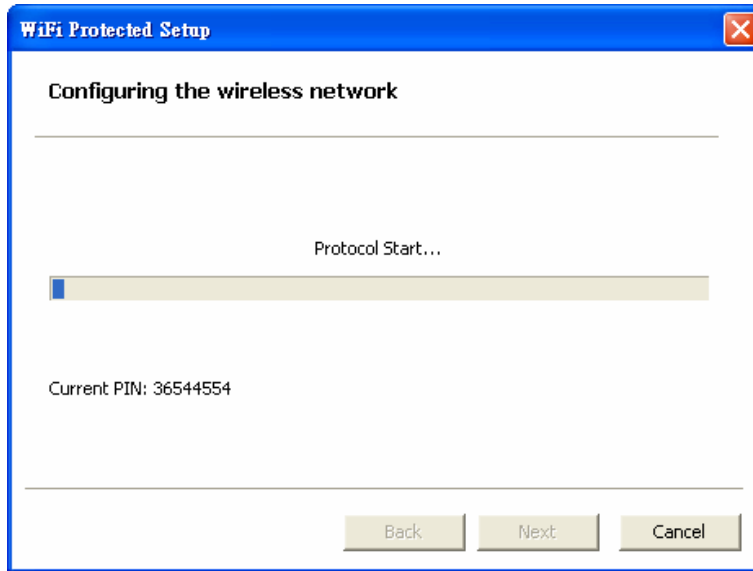 WiFi Protected Setup
Configuring the wireless network
Protocol Start...
Current PIN: 36544554
Back Next Cancel